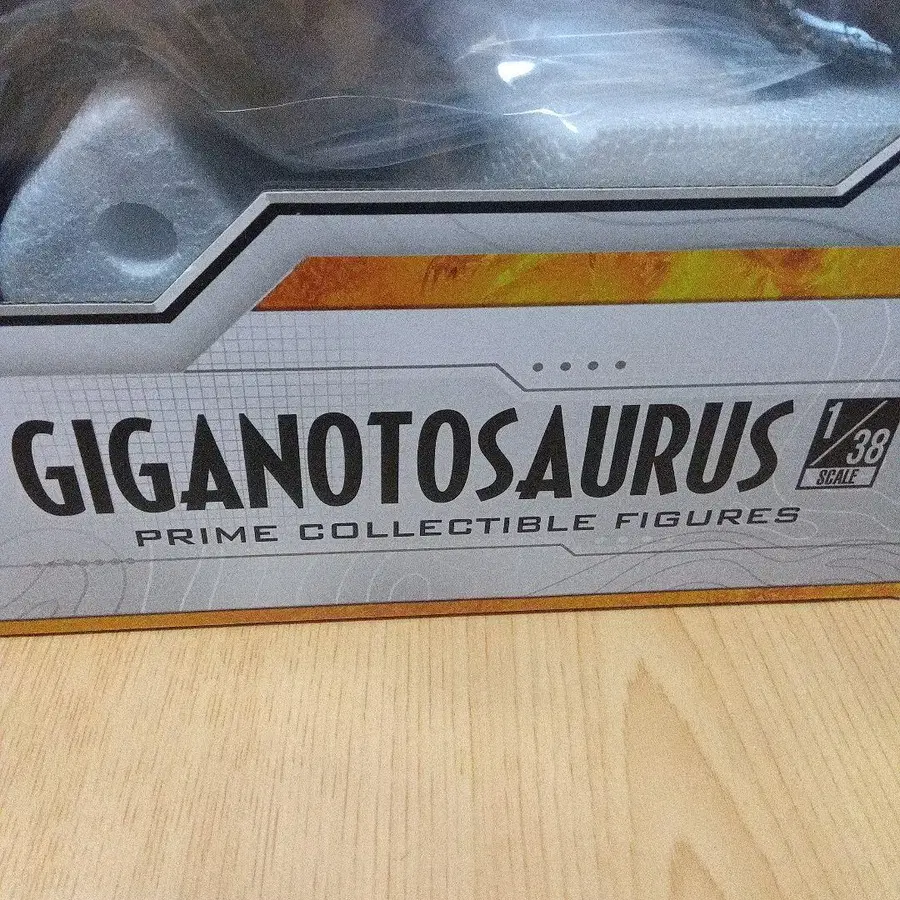 GIGANOTOSAURUS
1/38
SCALE
PRIME COLLECTIBLE FIGURES